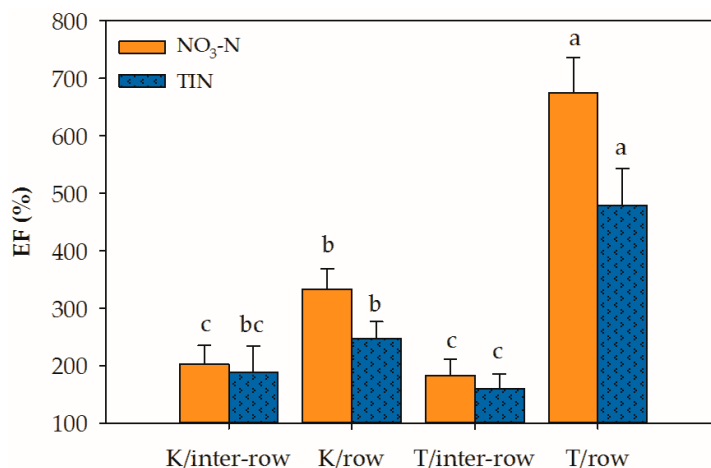 800
700
600
500
400
300
200
100
EF (%)
NO₃-N
TIN
c
bc
b
b
c
c
a
a
K/inter-row
K/row
T/inter-row
T/row